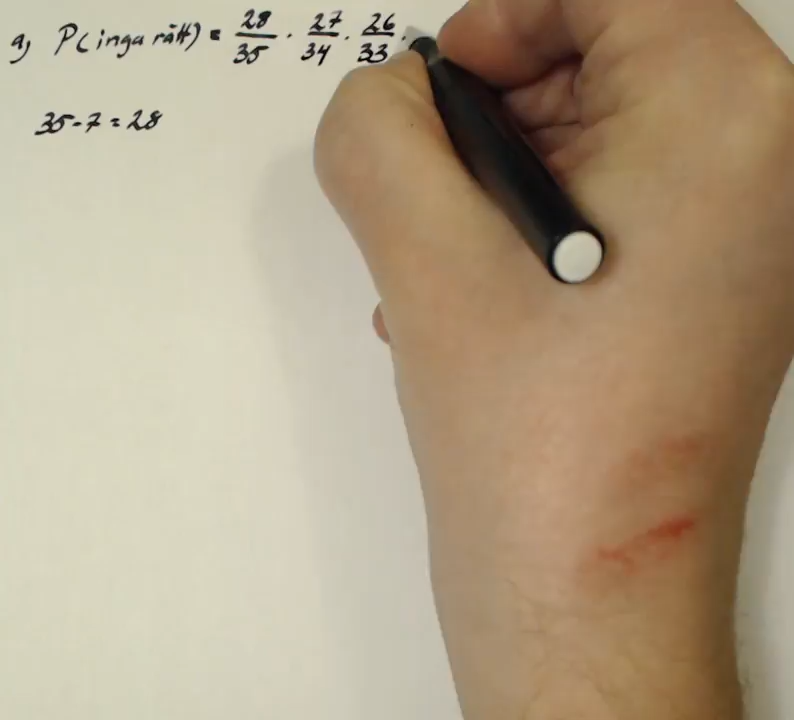 a) P(inga rätt) = 28/35 · 27/34 · 26/33 ·
35-7=28